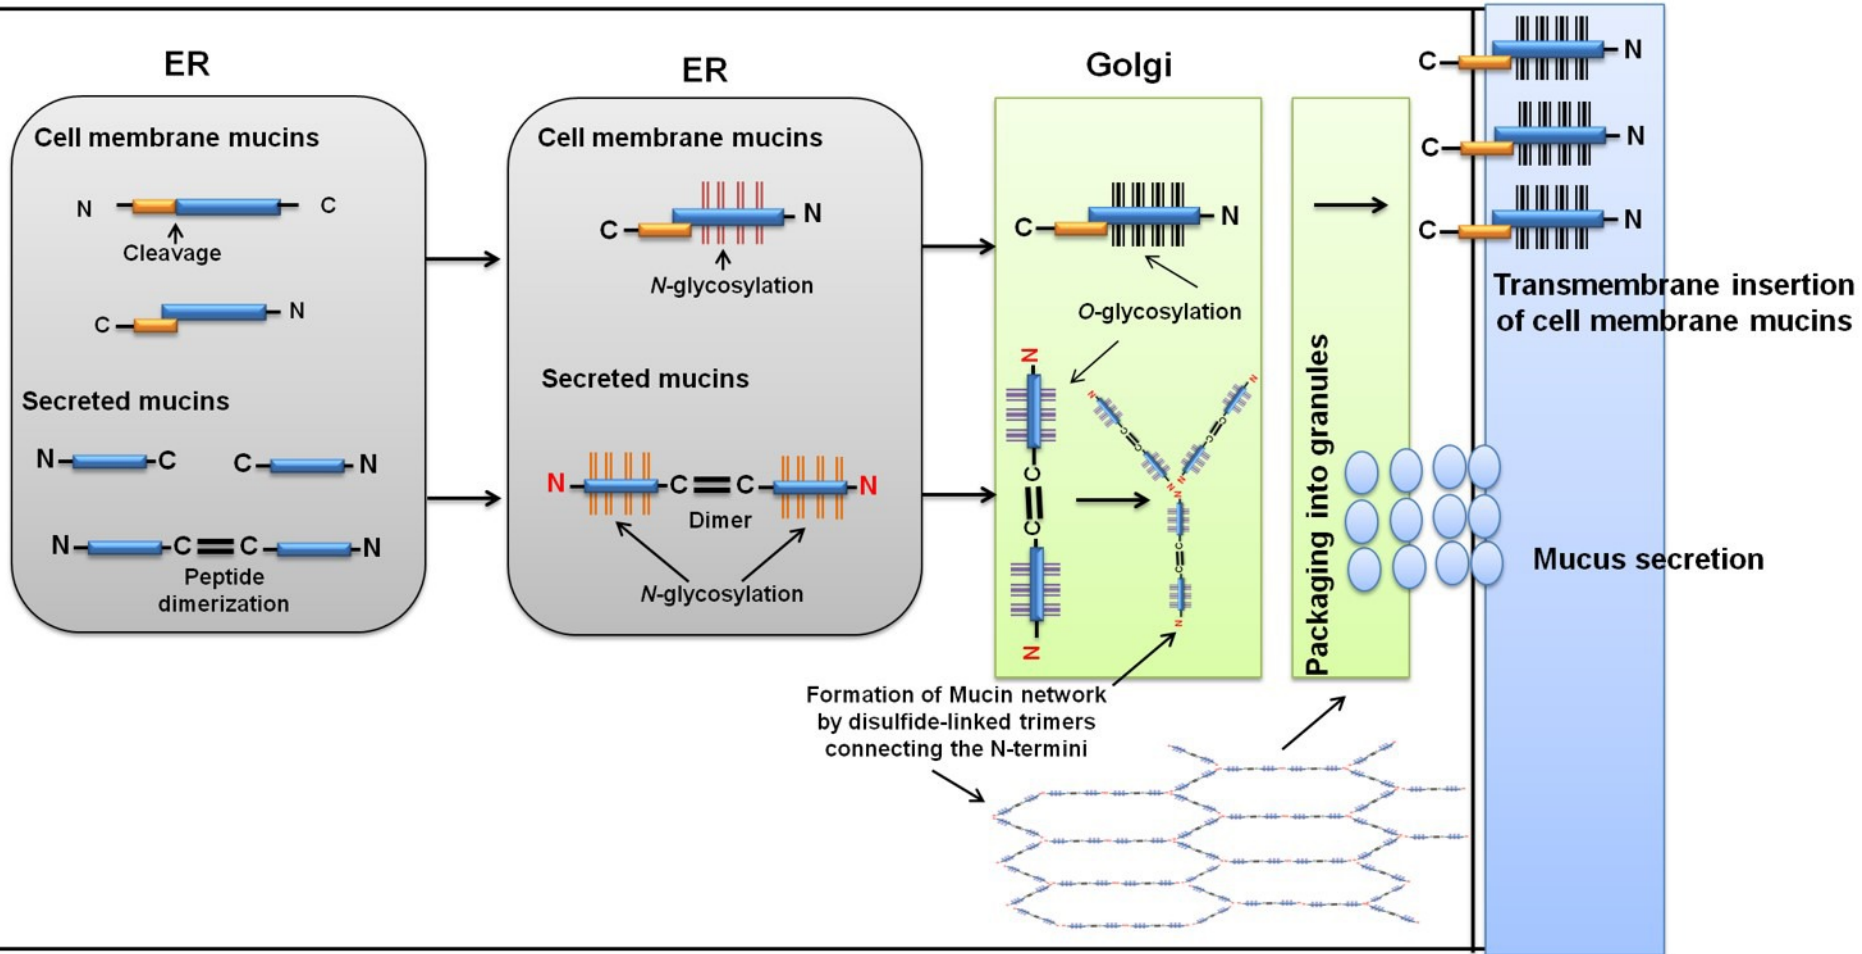 ER
Cell membrane mucins
N C
Cleavage
C N
Secreted mucins
N C C N
N C C N
Peptide
dimerization
ER
Cell membrane mucins
C N
N-glycosylation
Secreted mucins
N C C N
Dimer
N-glycosylation
Golgi
C N
O-glycosylation
N
C
C
N
N
N
C
C
C
C
N
N
N
C
C
N
Formation of Mucin network
by disulfide-linked trimers
connecting the N-termini
Packaging into granules
C N
C N
C N
Transmembrane insertion
of cell membrane mucins
Mucus secretion